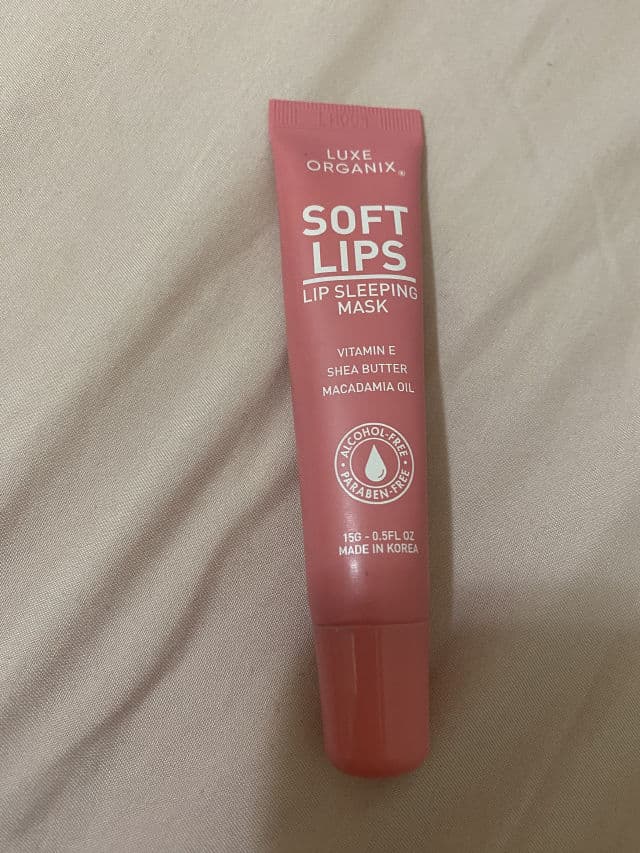 LUXE
ORGANIX®
SOFT
LIPS
LIP SLEEPING
MASK
VITAMIN E
SHEA BUTTER
MACADAMIA OIL
ALCOHOL-FREE
PARABEN-FREE
15G - 0.5FL OZ
MADE IN KOREA